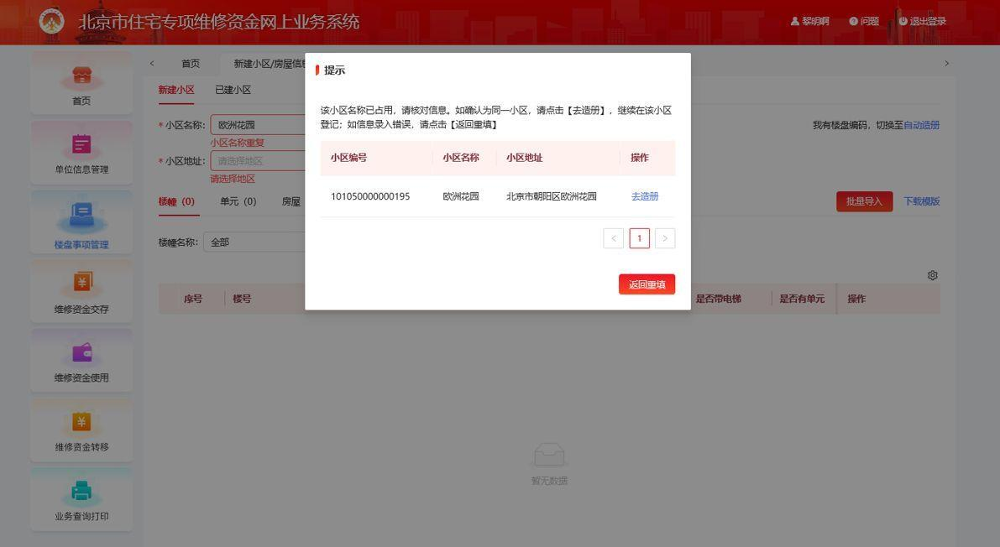 北京市住宅专项维修资金网上业务系统
黎明啊 问题 退出登录
首页
单位信息管理
楼盘事项管理
维修资金交存
维修资金使用
维修资金转移
业务查询打印
首页 新建小区/房屋信息
新建小区 已建小区
* 小区名称: 欧洲花园
小区名称重复
我有楼盘编码，切换至自动造册
* 小区地址: 请选择地区
请选择地区
楼幢（0） 单元（0） 房屋
批量导入 下载模版
楼幢名称: 全部
序号 楼号 是否带电梯 是否有单元 操作
暂无数据
提示
该小区名称已占用，请核对信息。如确认为同一小区，请点击【去造册】，继续在该小区
登记；如信息录入错误，请点击【返回重填】
小区编号 小区名称 小区地址 操作
101050000000195 欧洲花园 北京市朝阳区欧洲花园 去造册
< 1 >
返回重填